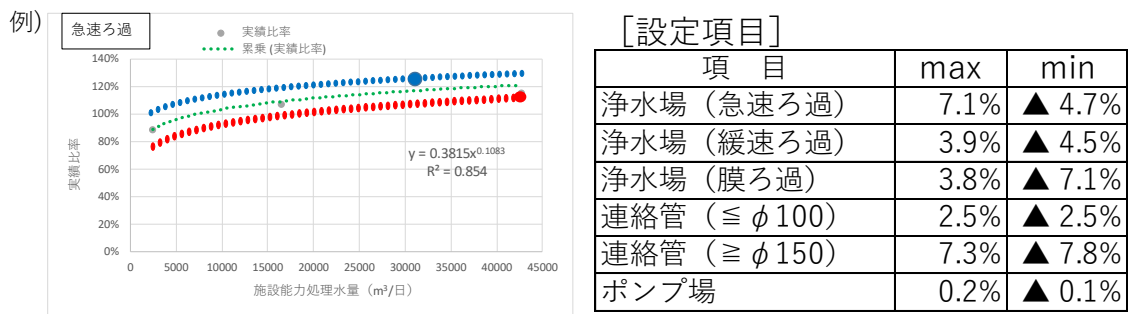 例)
急速ろ過
実績比率
累乗 (実績比率)
140%
120%
100%
80%
60%
40%
20%
0%
実績比率
y = 0.3815x^0.1083
R² = 0.854
0 5000 10000 15000 20000 25000 30000 35000 40000 45000
施設能力処理水量（m³/日）
［設定項目］
項 目 max min
浄水場（急速ろ過） 7.1% ▲ 4.7%
浄水場（緩速ろ過） 3.9% ▲ 4.5%
浄水場（膜ろ過） 3.8% ▲ 7.1%
連絡管（≦φ100） 2.5% ▲ 2.5%
連絡管（≧φ150） 7.3% ▲ 7.8%
ポンプ場 0.2% ▲ 0.1%